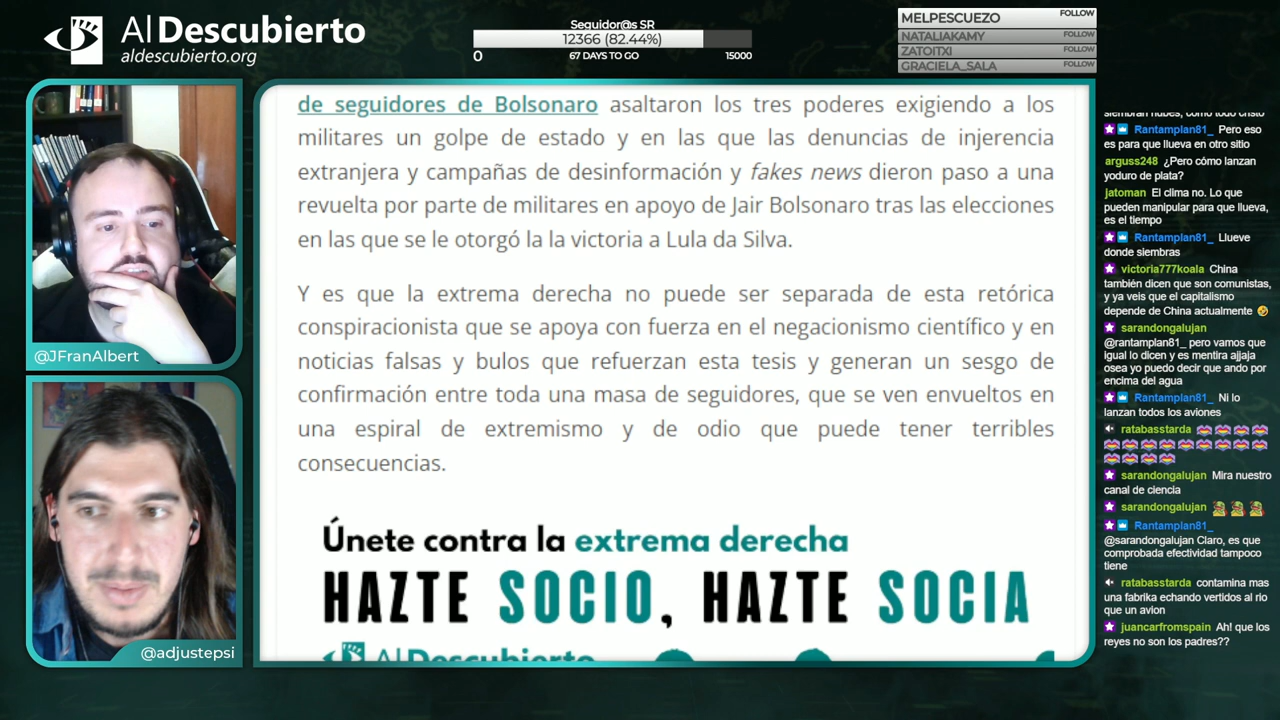 Al Descubierto
aldescubierto.org
Seguidor@s SR
12366 (82.44%)
0
67 DAYS TO GO
15000
MELPESCUEZO FOLLOW
NATALIAKAMY FOLLOW
ZATOITXI FOLLOW
GRACIELA_SALA FOLLOW
@JFranAlbert
@adjustepsi
de seguidores de Bolsonaro asaltaron los tres poderes exigiendo a los
militares un golpe de estado y en las que las denuncias de injerencia
extranjera y campañas de desinformación y fakes news dieron paso a una
revuelta por parte de militares en apoyo de Jair Bolsonaro tras las elecciones
en las que se le otorgó la la victoria a Lula da Silva.
Y es que la extrema derecha no puede ser separada de esta retórica
conspiracionista que se apoya con fuerza en el negacionismo científico y en
noticias falsas y bulos que refuerzan esta tesis y generan un sesgo de
confirmación entre toda una masa de seguidores, que se ven envueltos en
una espiral de extremismo y de odio que puede tener terribles
consecuencias.
Únete contra la extrema derecha
HAZTE SOCIO, HAZTE SOCIA
Al Descubierto
siembran nubes, como todo cristo
Rantamplan81_ Pero eso
es para que llueva en otro sitio
arguss248 ¿Pero cómo lanzan
yoduro de plata?
jatoman El clima no. Lo que
pueden manipular para que llueva,
es el tiempo
Rantamplan81_ Llueve
donde siembras
victoria777koala China
también dicen que son comunistas,
y ya veis que el capitalismo
depende de China actualmente
sarandongalujan
@rantamplan81_ pero vamos que
igual lo dicen y es mentira ajjaja
osea yo puedo decir que ando por
encima del agua
Rantamplan81_ Ni lo
lanzan todos los aviones
ratabasstarda
sarandongalujan Mira nuestro
canal de ciencia
sarandongalujan
Rantamplan81_
@sarandongalujan Claro, es que
comprobada efectividad tampoco
tiene
ratabasstarda contamina mas
una fabrika echando vertidos al rio
que un avion
juancarfromspain Ah! que los
reyes no son los padres??